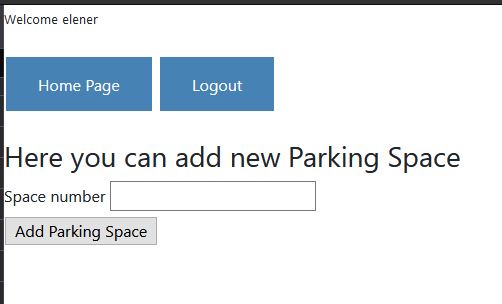 Welcome elener
Home Page Logout
Here you can add new Parking Space
Space number
Add Parking Space